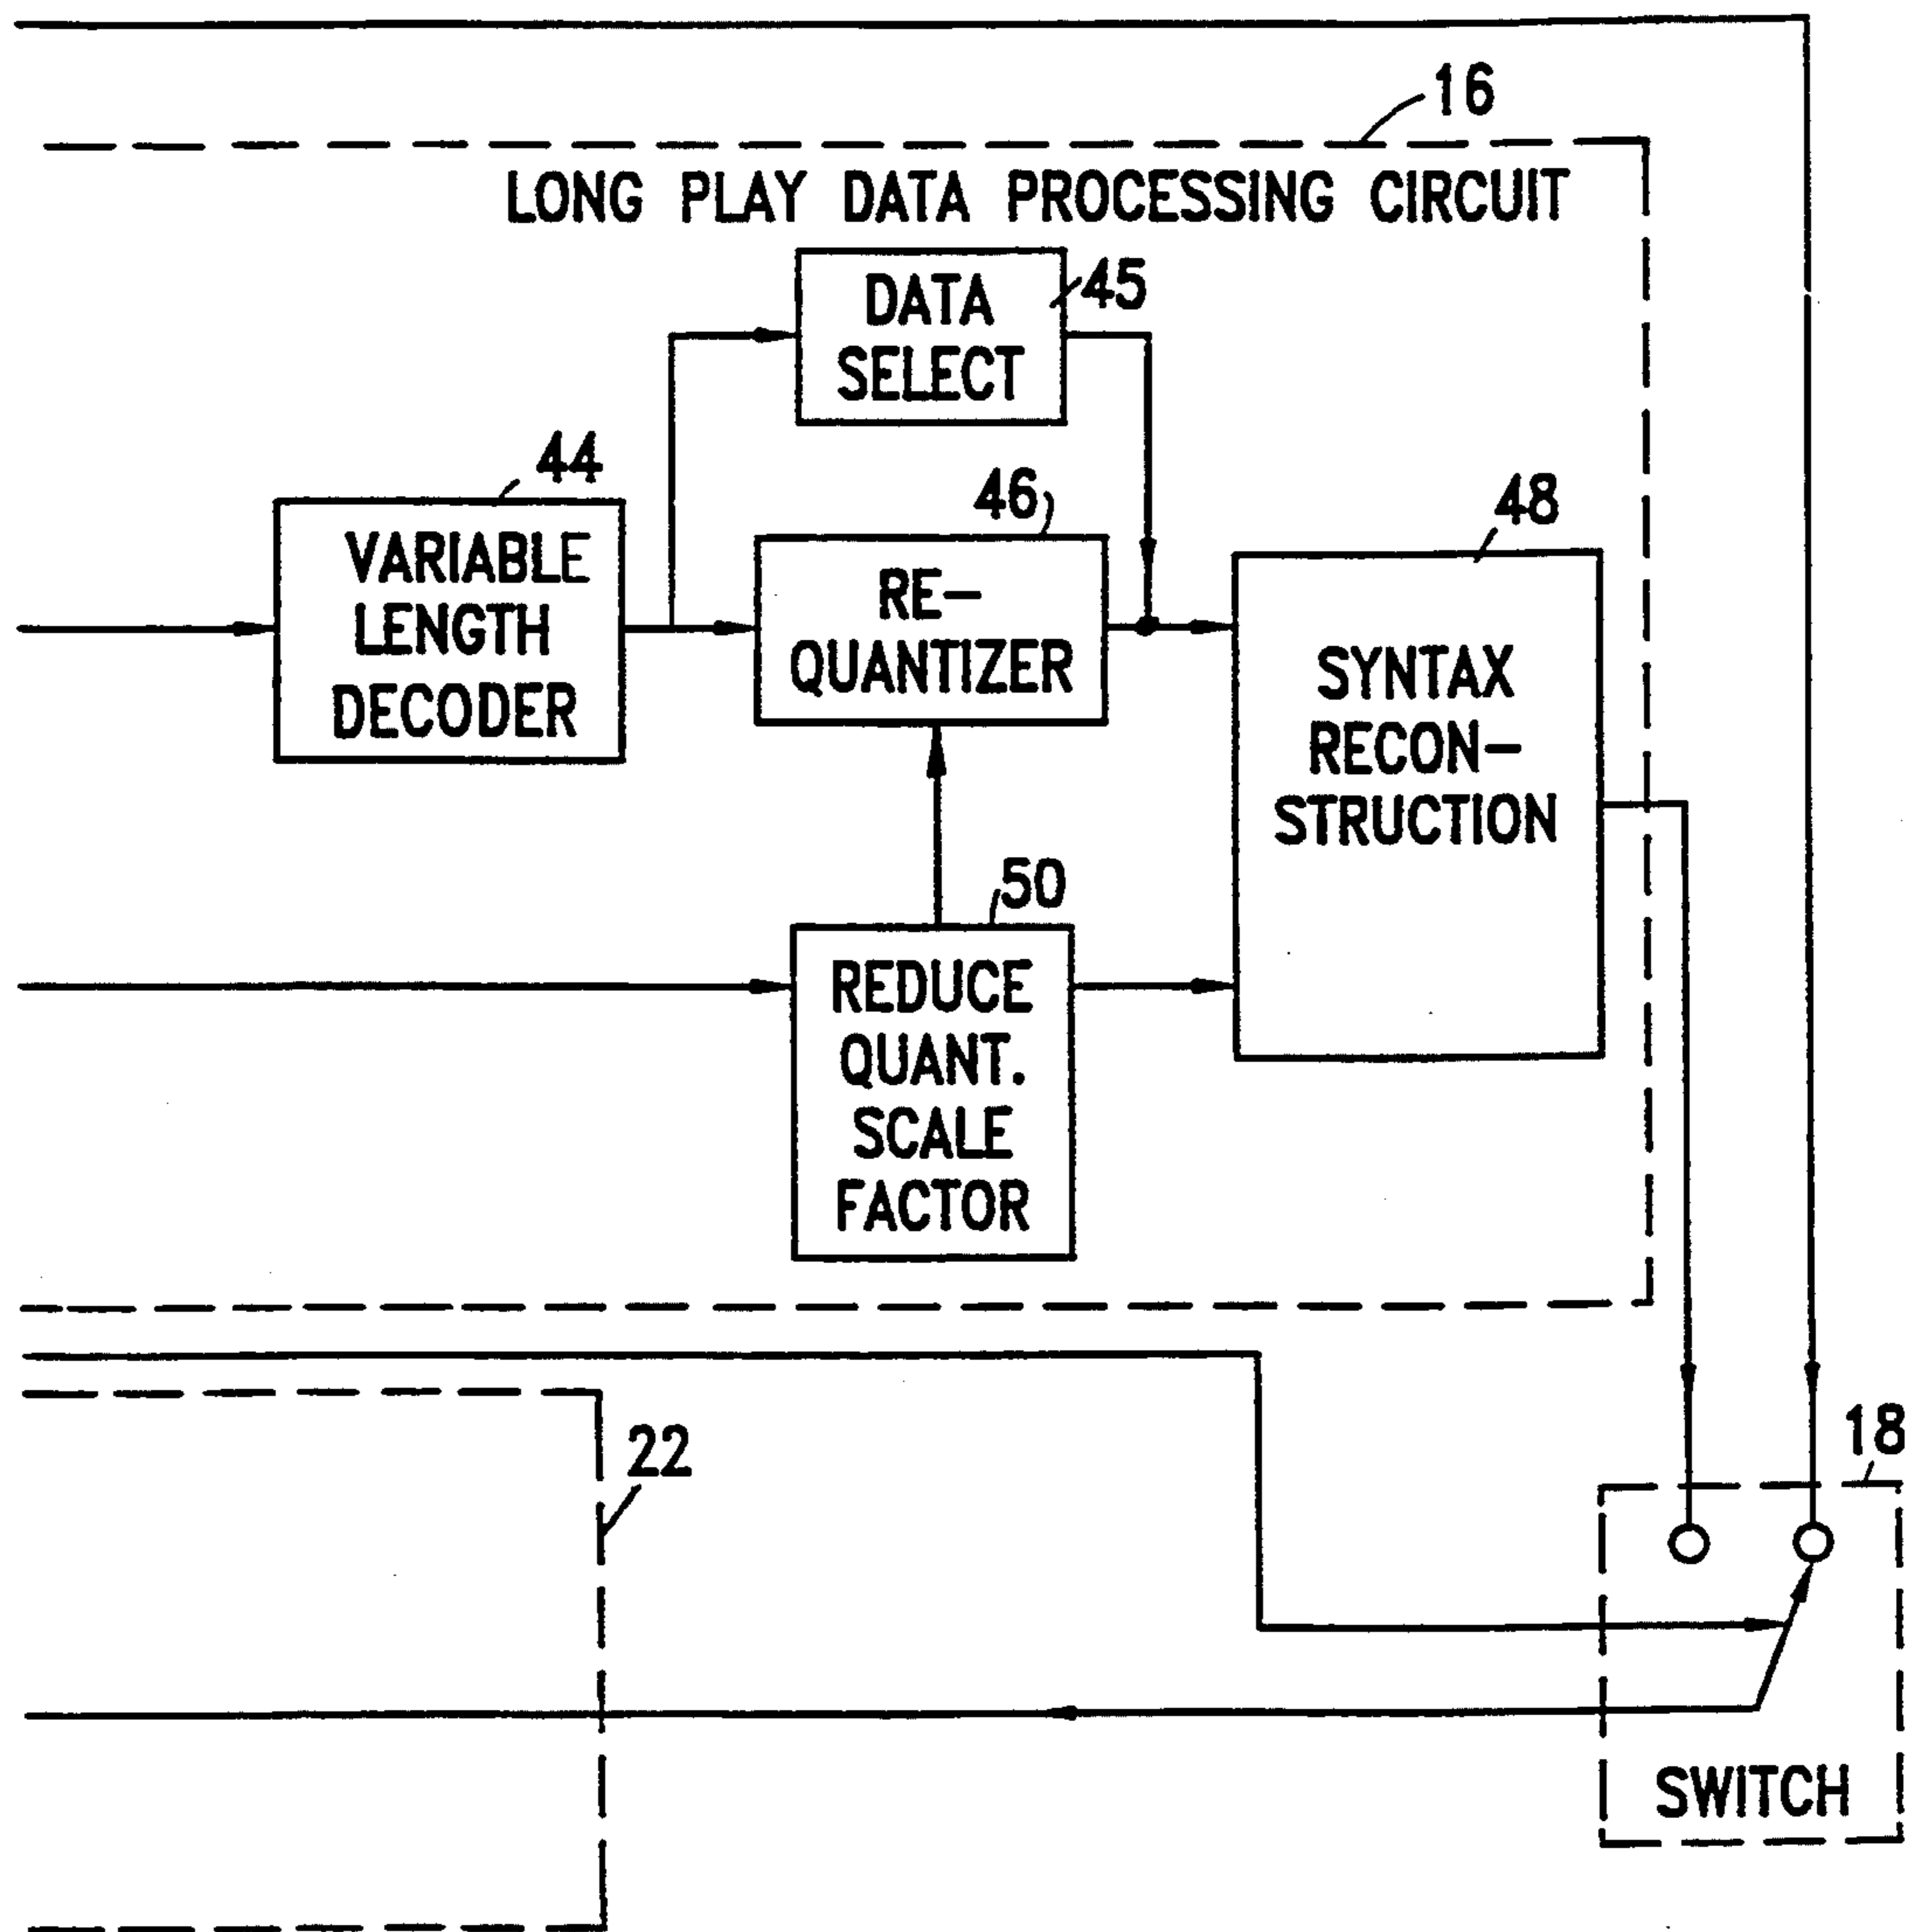 16
LONG PLAY DATA PROCESSING CIRCUIT
DATA
SELECT
45
44
VARIABLE
LENGTH
DECODER
46
RE-
QUANTIZER
48
SYNTAX
RECON-
STRUCTION
50
REDUCE
QUANT.
SCALE
FACTOR
22
18
SWITCH